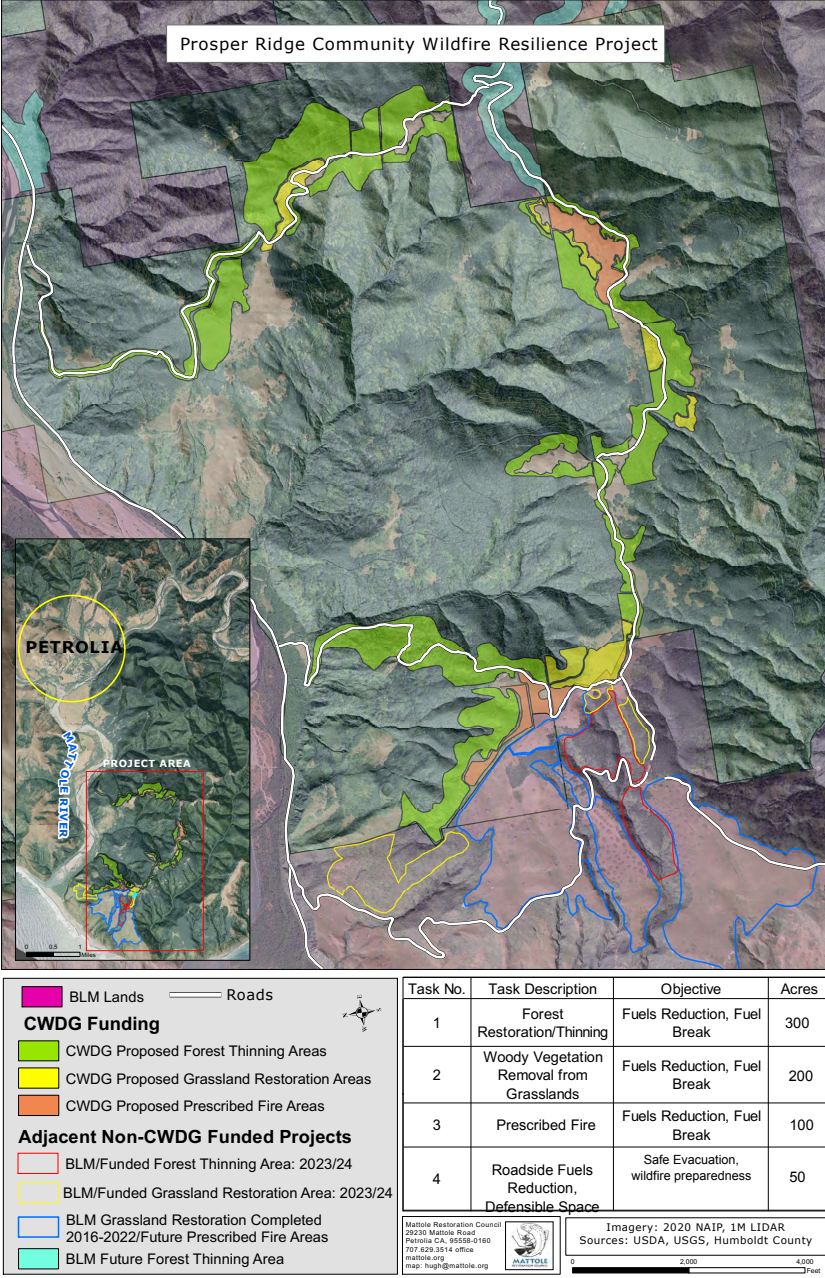 Prosper Ridge Community Wildfire Resilience Project
PETROLIA
MATTOLE RIVER
PROJECT AREA
0 0.5 1
Miles
BLM Lands
Roads
CWDG Funding
CWDG Proposed Forest Thinning Areas
CWDG Proposed Grassland Restoration Areas
CWDG Proposed Prescribed Fire Areas
Adjacent Non-CWDG Funded Projects
BLM/Funded Forest Thinning Area: 2023/24
BLM/Funded Grassland Restoration Area: 2023/24
BLM Grassland Restoration Completed
2016-2022/Future Prescribed Fire Areas
BLM Future Forest Thinning Area
Task No. Task Description Objective Acres
1 Forest Restoration/Thinning Fuels Reduction, Fuel Break 300
2 Woody Vegetation Removal from Grasslands Fuels Reduction, Fuel Break 200
3 Prescribed Fire Fuels Reduction, Fuel Break 100
4 Roadside Fuels Reduction, Defensible Space Safe Evacuation, wildfire preparedness 50
Mattole Restoration Council
29230 Mattole Road
Petrolia CA, 95558-0160
707.629.3514 office
mattole.org
map: hugh@mattole.org
MATTOLE
RESTORATION COUNCIL
Imagery: 2020 NAIP, 1M LIDAR
Sources: USDA, USGS, Humboldt County
0 2,000 4,000
Feet